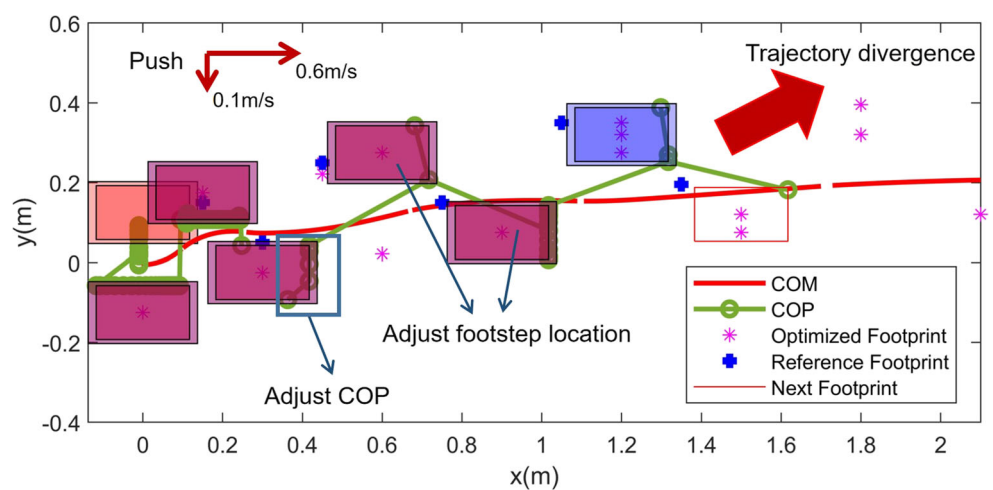 0.6
0.4
0.2
0
-0.2
-0.4
y(m)
Push
0.6m/s
0.1m/s
Trajectory divergence
Adjust footstep location
Adjust COP
COM
COP
Optimized Footprint
Reference Footprint
Next Footprint
0
0.2
0.4
0.6
0.8
1
1.2
1.4
1.6
1.8
2
x(m)